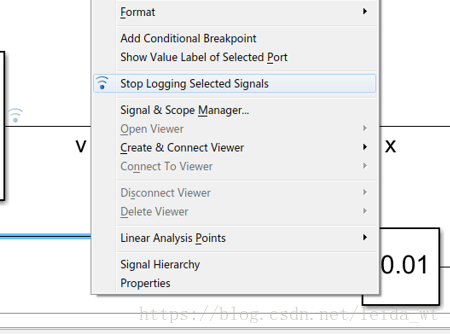 Format
Add Conditional Breakpoint
Show Value Label of Selected Port
Stop Logging Selected Signals
Signal & Scope Manager...
Open Viewer
v
Create & Connect Viewer
x
Connect To Viewer
Disconnect Viewer
Delete Viewer
Linear Analysis Points
Signal Hierarchy
0.01
Properties
https://blog.csdn.net/leida_wt